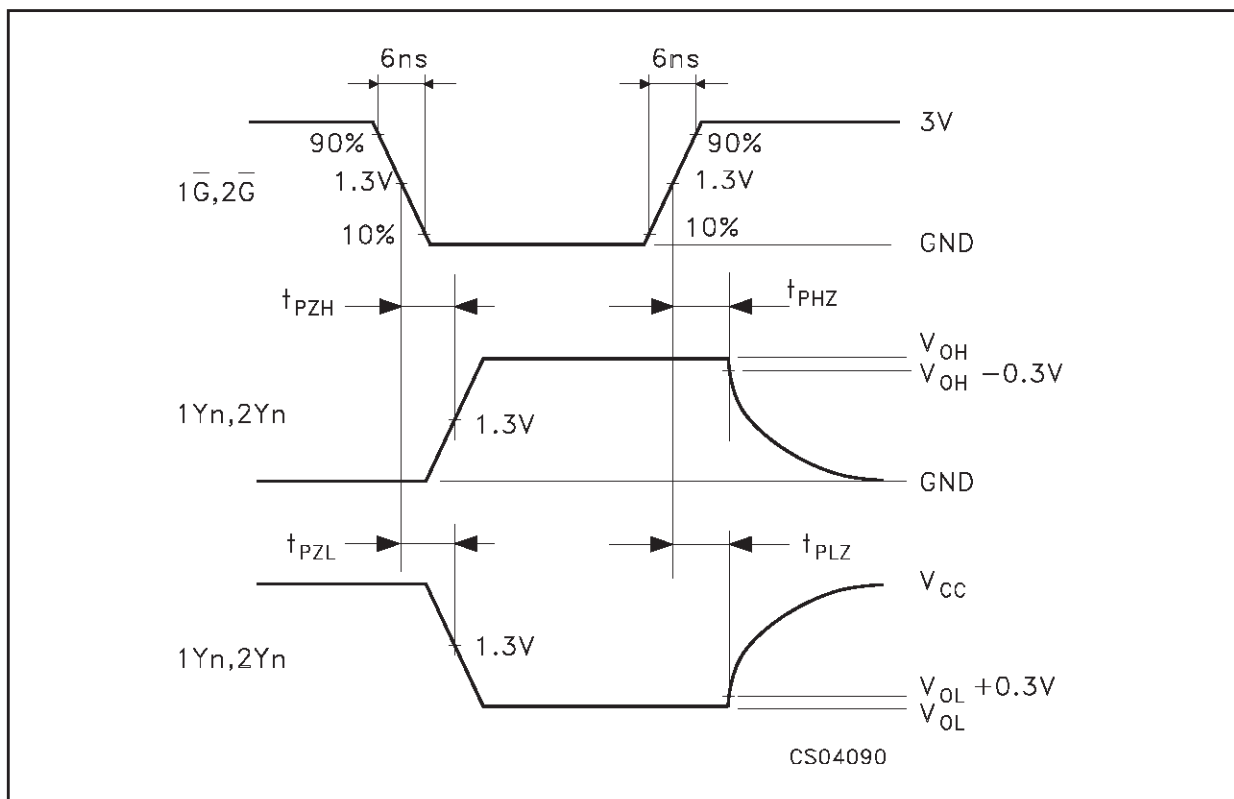 6ns 6ns
3V
90% 90%
1G̅,2G̅ 1.3V 1.3V
10% 10%
GND
tPZH tPHZ
VOH
VOH −0.3V
1Yn,2Yn 1.3V
GND
tPZL tPLZ
VCC
1Yn,2Yn 1.3V
VOL +0.3V
VOL
CS04090